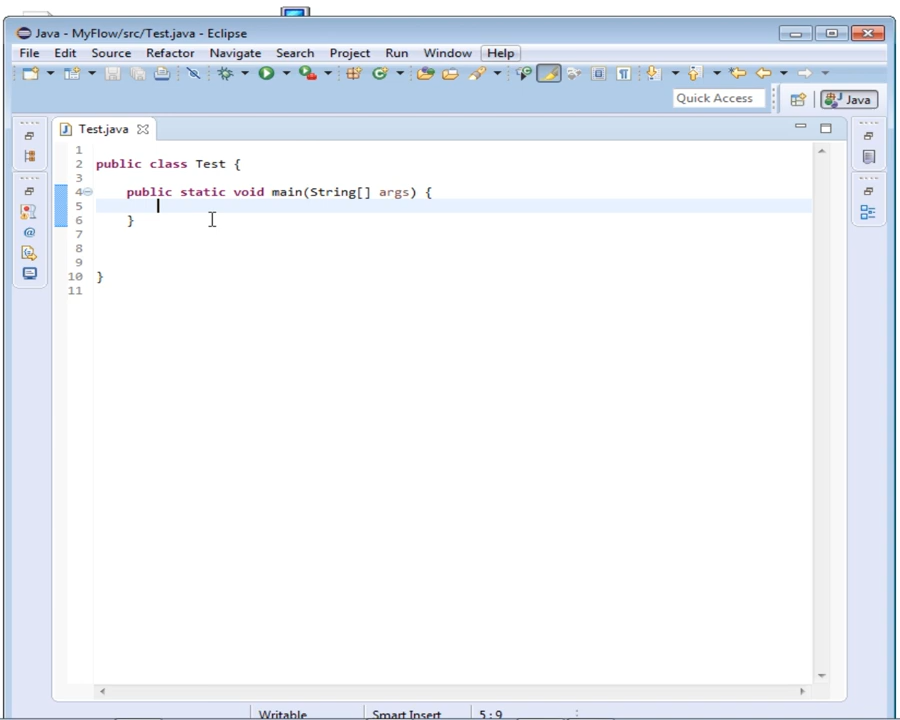 Java - MyFlow/src/Test.java - Eclipse
File Edit Source Refactor Navigate Search Project Run Window Help
Quick Access Java
Test.java
1
2 public class Test {
3
4 public static void main(String[] args) {
5
6 }
7
8
9
10 }
11
Writable Smart Insert 5 : 9